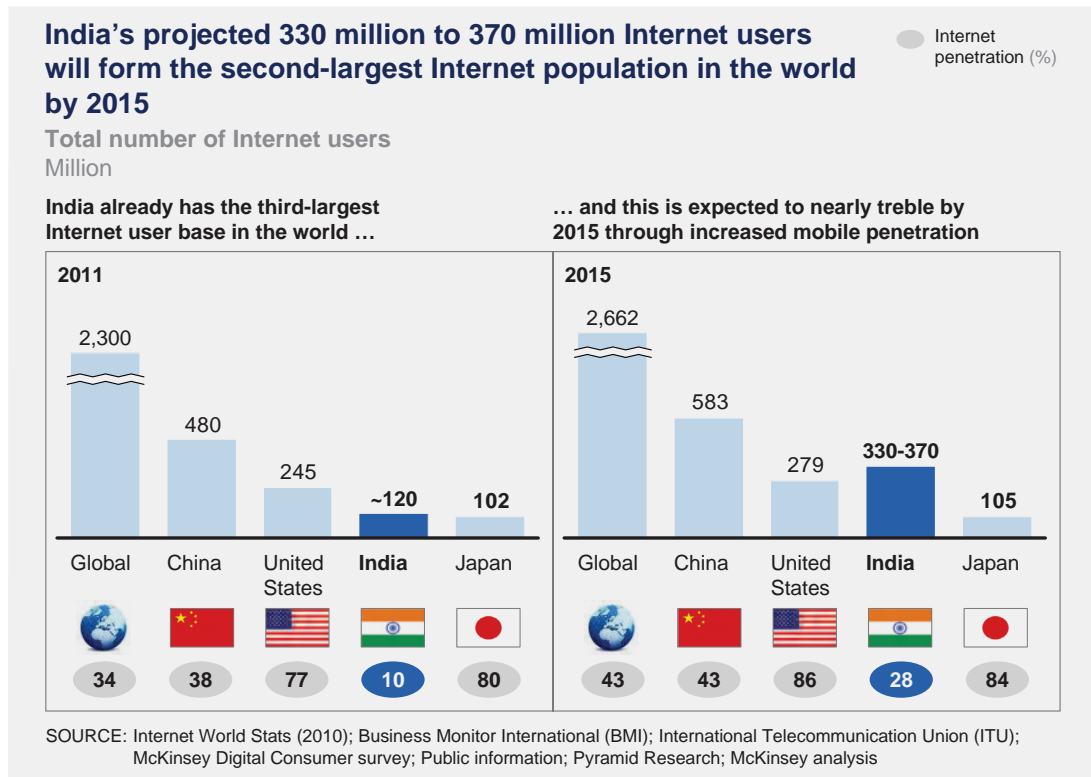 India's projected 330 million to 370 million Internet users
will form the second-largest Internet population in the world
by 2015
Internet
penetration (%)
Total number of Internet users
Million
India already has the third-largest
Internet user base in the world …
2011
2,300
480
245
~120
102
Global
China
United
States
India
Japan
34
38
77
10
80
… and this is expected to nearly treble by
2015 through increased mobile penetration
2015
2,662
583
279
330-370
105
Global
China
United
States
India
Japan
43
43
86
28
84
SOURCE: Internet World Stats (2010); Business Monitor International (BMI); International Telecommunication Union (ITU);
McKinsey Digital Consumer survey; Public information; Pyramid Research; McKinsey analysis